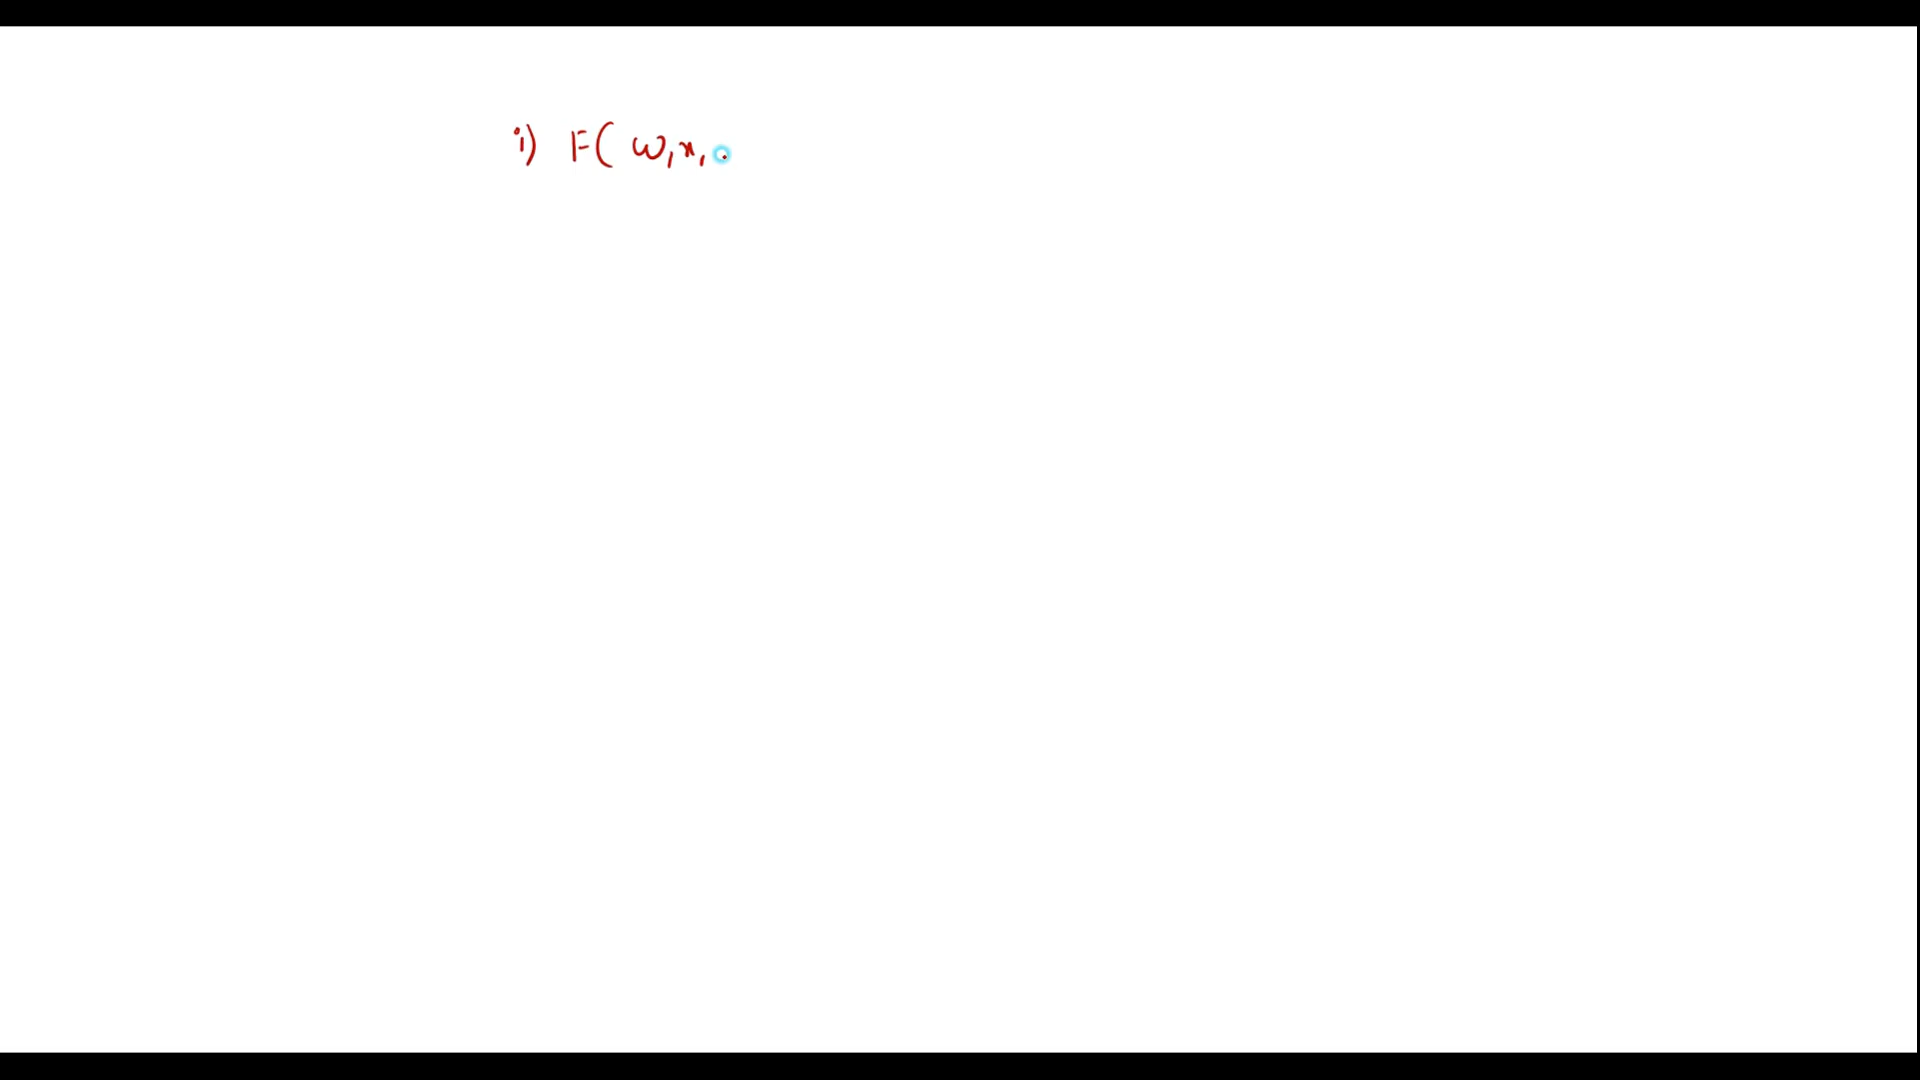 i) F( w, x,